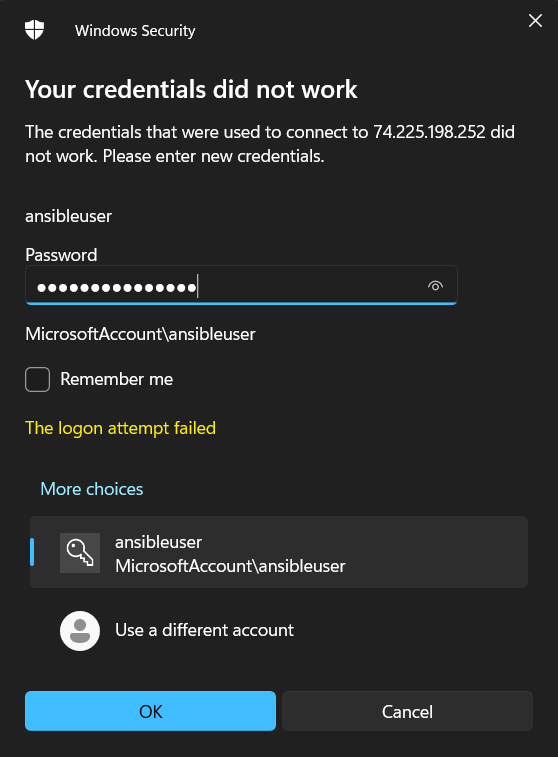 Windows Security
Your credentials did not work
The credentials that were used to connect to 74.225.198.252 did
not work. Please enter new credentials.
ansibleuser
Password
●●●●●●●●●●●●●●●
MicrosoftAccount\ansibleuser
Remember me
The logon attempt failed
More choices
ansibleuser
MicrosoftAccount\ansibleuser
Use a different account
OK
Cancel